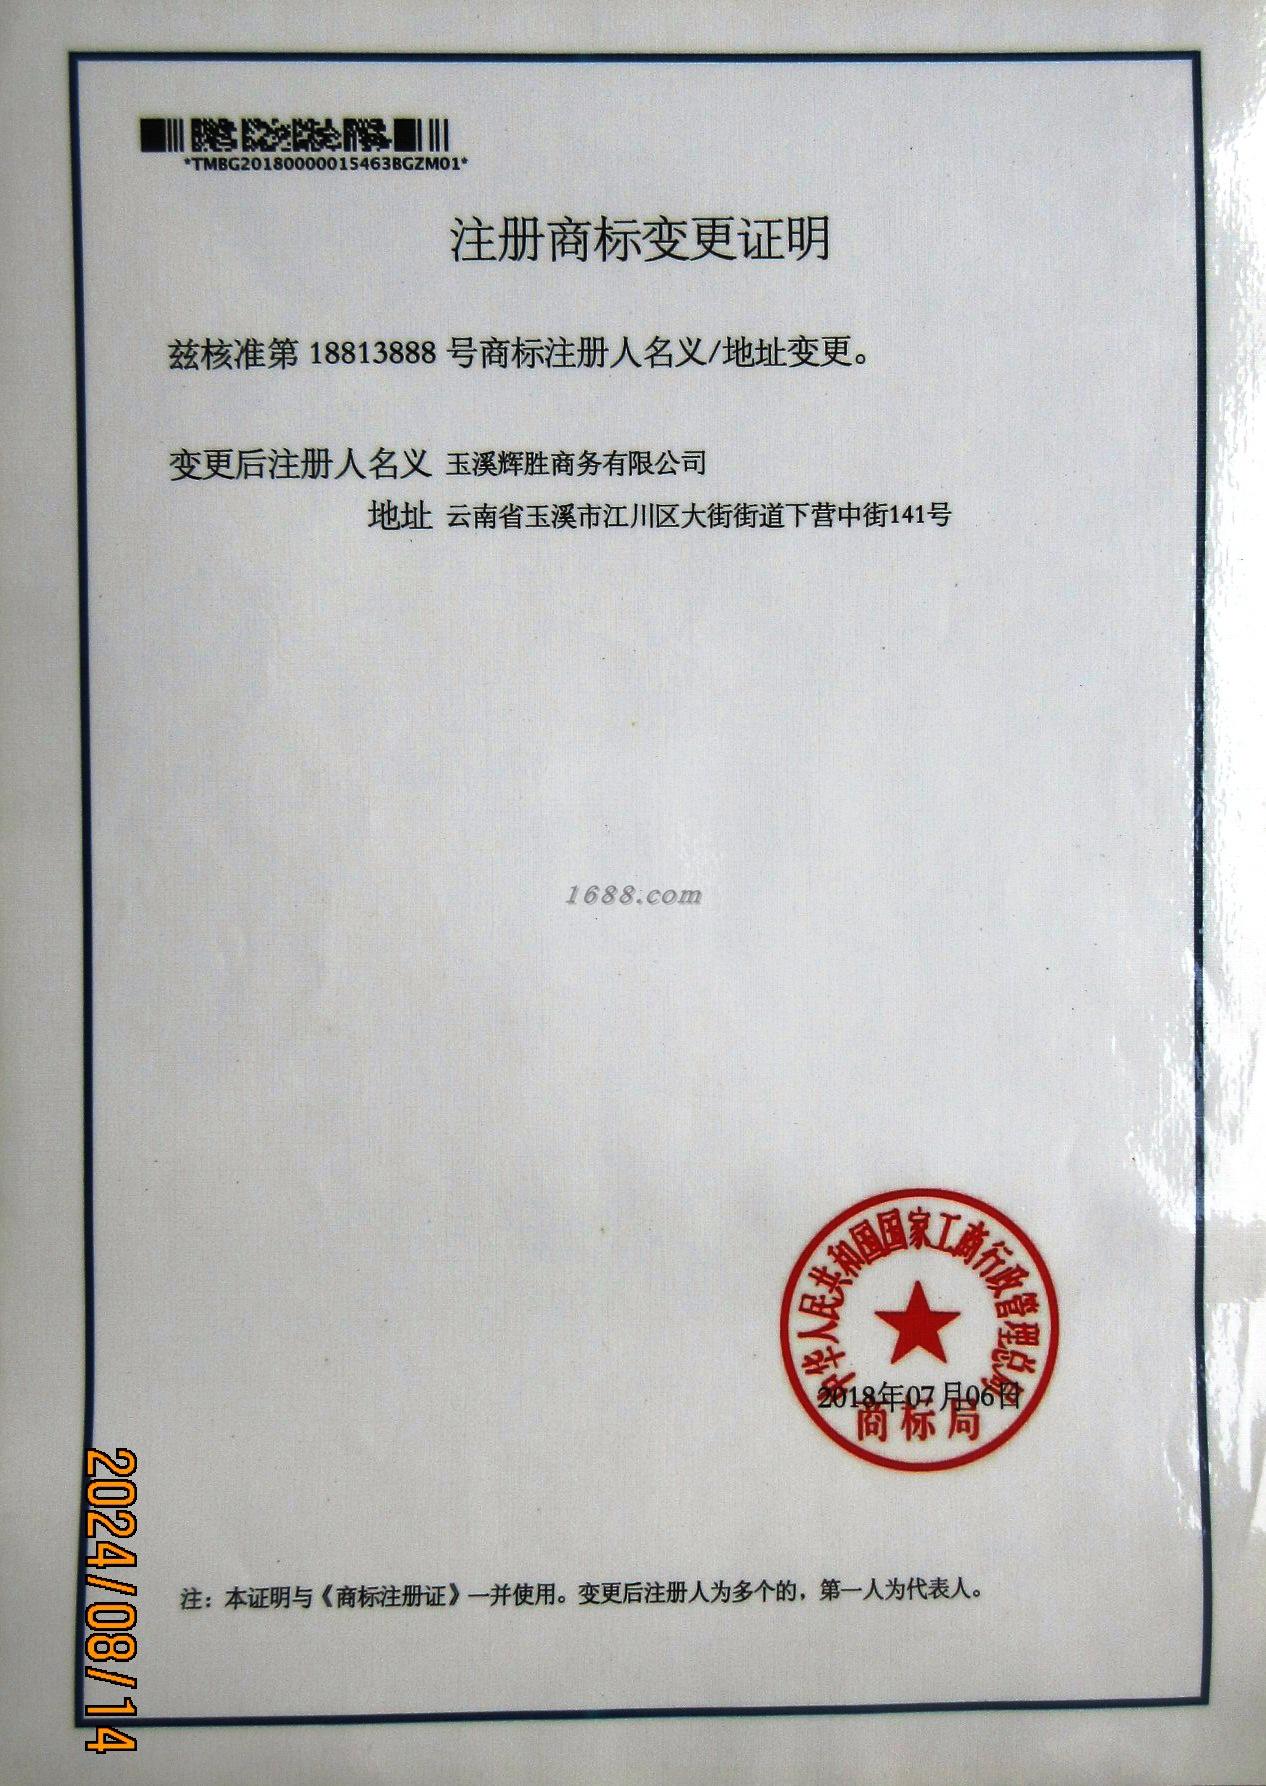 *TMBG20180000015463BGZM01*
注册商标变更证明
兹核准第 18813888 号商标注册人名义/地址变更。
变更后注册人名义 玉溪辉胜商务有限公司
地址 云南省玉溪市江川区大街街道下营中街141号
1688.com
中华人民共和国国家工商行政管理总局
2018年07月06日
商标局
注：本证明与《商标注册证》一并使用。变更后注册人为多个的，第一人为代表人。
2024/08/14